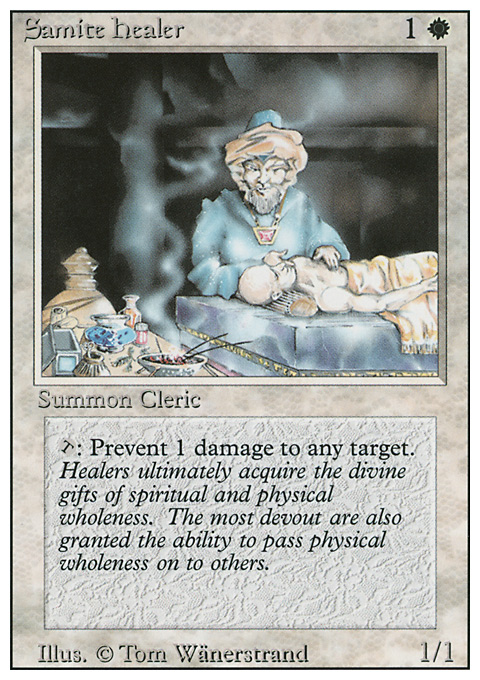 Samite Healer 1
Summon Cleric
T: Prevent 1 damage to any target.
Healers ultimately acquire the divine
gifts of spiritual and physical
wholeness. The most devout are also
granted the ability to pass physical
wholeness on to others.
Illus. © Tom Wänerstrand 1/1